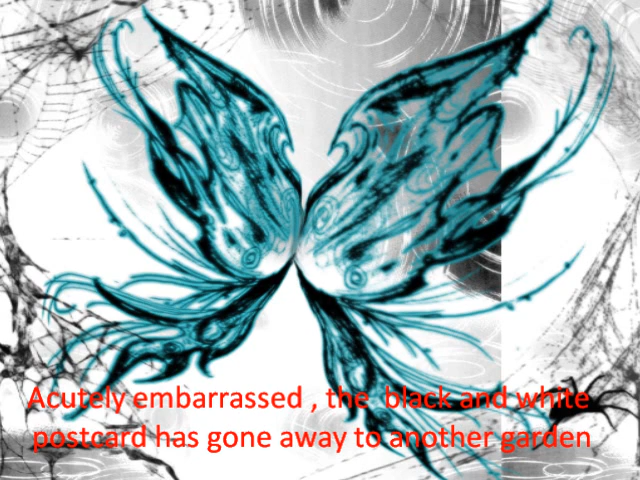 Acutely embarrassed , the  black and white
postcard has gone away to another garden